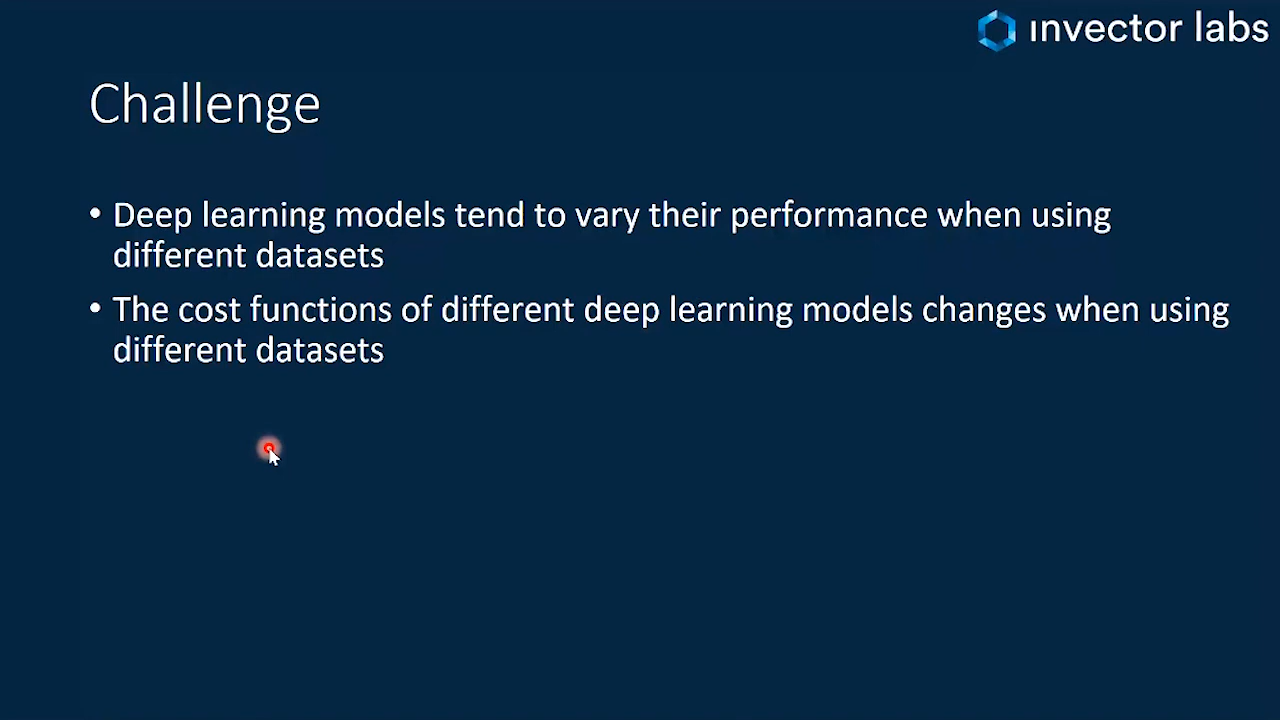 ınvector labs
Challenge
• Deep learning models tend to vary their performance when using
different datasets
• The cost functions of different deep learning models changes when using
different datasets